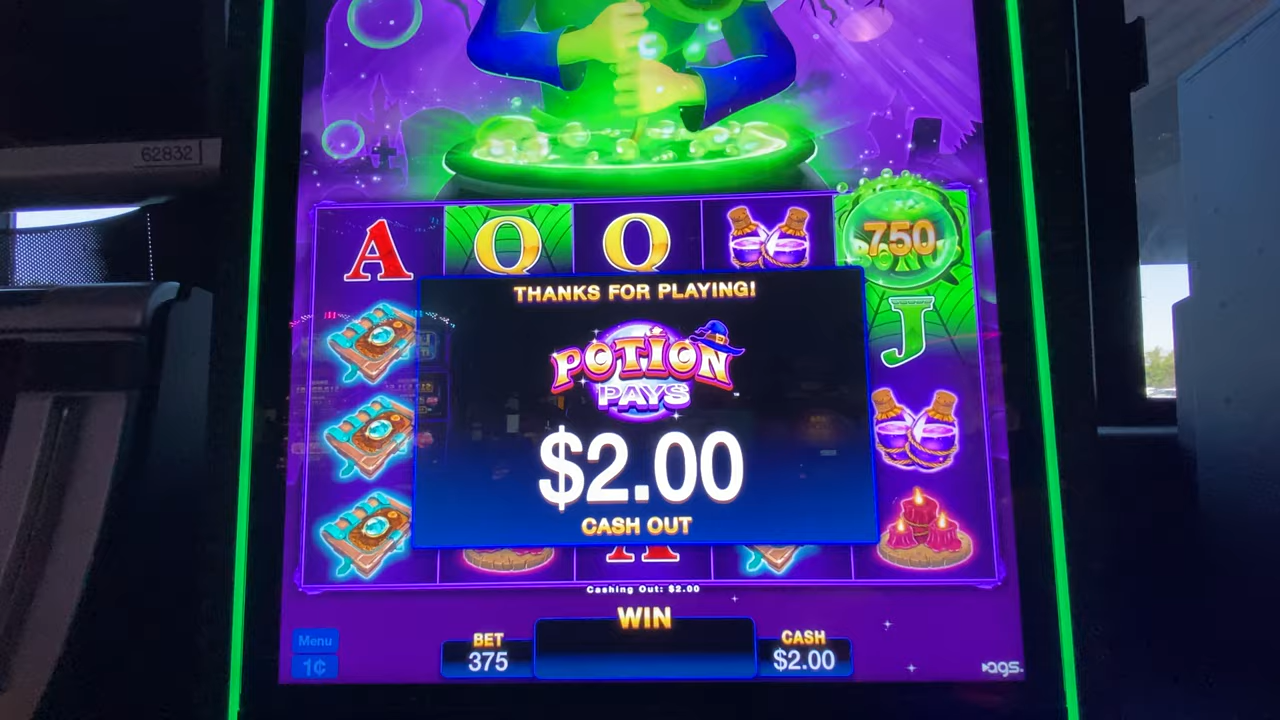 62832
A
Q
Q
750
THANKS FOR PLAYING!
J
POTION
PAYS
$2.00
CASH OUT
Cashing Out: $2.00
WIN
Menu
BET
CASH
1¢
375
$2.00
ags.